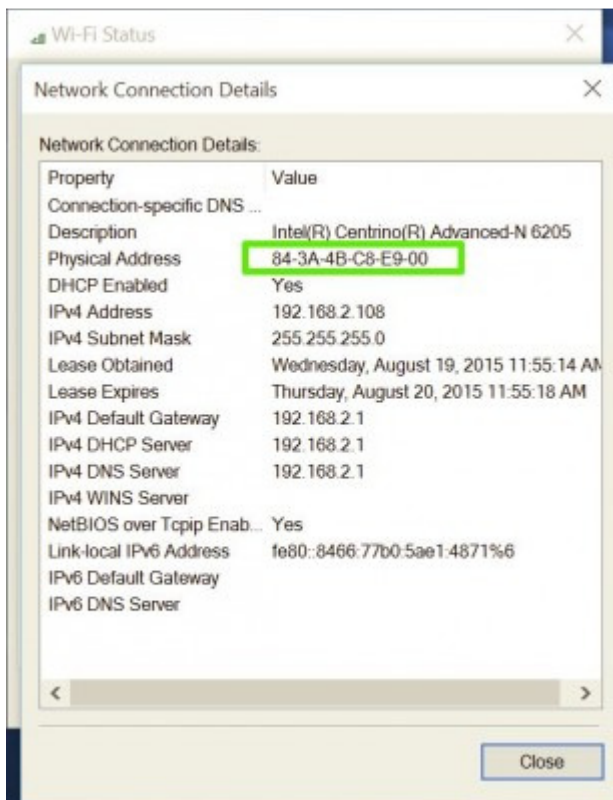 Wi-Fi Status
Network Connection Details
Network Connection Details:
Property Value
Connection-specific DNS ...
Description Intel(R) Centrino(R) Advanced-N 6205
Physical Address 84-3A-4B-C8-E9-00
DHCP Enabled Yes
IPv4 Address 192.168.2.108
IPv4 Subnet Mask 255.255.255.0
Lease Obtained Wednesday, August 19, 2015 11:55:14 AM
Lease Expires Thursday, August 20, 2015 11:55:18 AM
IPv4 Default Gateway 192.168.2.1
IPv4 DHCP Server 192.168.2.1
IPv4 DNS Server 192.168.2.1
IPv4 WINS Server
NetBIOS over Tcpip Enab... Yes
Link-local IPv6 Address fe80::8466:77b0:5ae1:4871%6
IPv6 Default Gateway
IPv6 DNS Server
Close